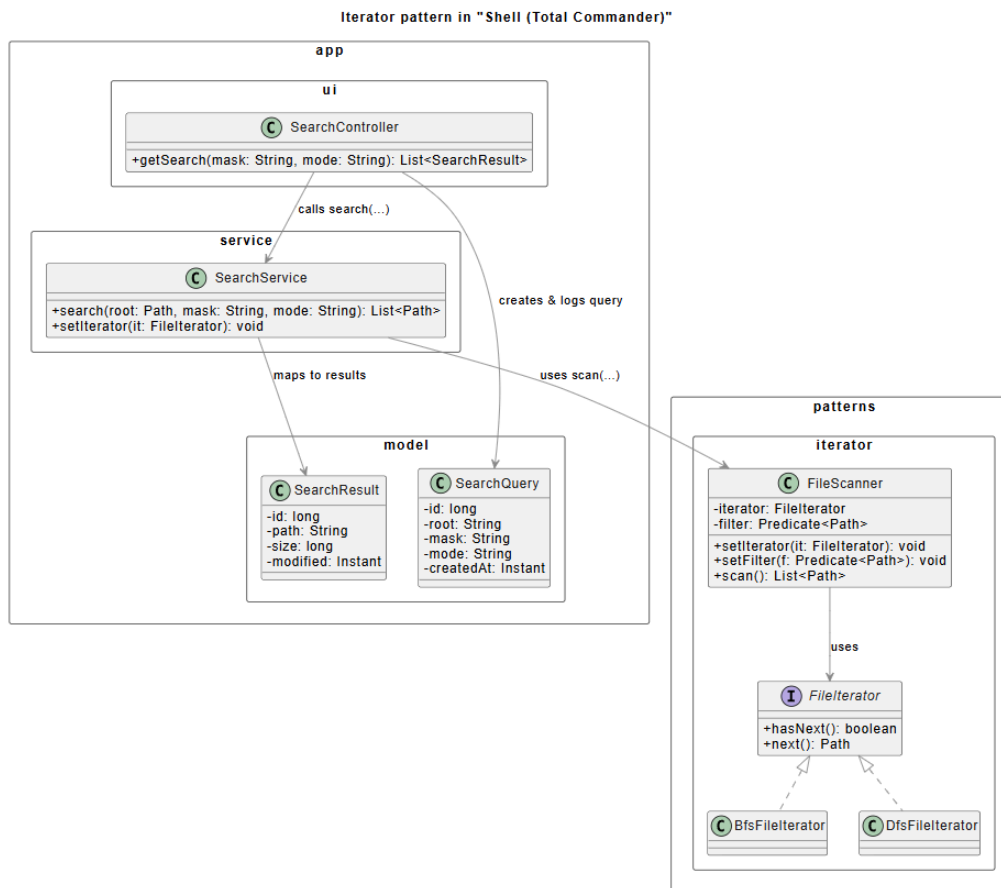 Iterator pattern in "Shell (Total Commander)"
app
ui
C SearchController
+getSearch(mask: String, mode: String): List<SearchResult>
calls search(...)
service
C SearchService
+search(root: Path, mask: String, mode: String): List<Path>
+setIterator(it: FileIterator): void
creates & logs query
maps to results
uses scan(...)
model
C SearchResult
-id: long
-path: String
-size: long
-modified: Instant
C SearchQuery
-id: long
-root: String
-mask: String
-mode: String
-createdAt: Instant
patterns
iterator
C FileScanner
-iterator: FileIterator
-filter: Predicate<Path>
+setIterator(it: FileIterator): void
+setFilter(f: Predicate<Path>): void
+scan(): List<Path>
uses
I FileIterator
+hasNext(): boolean
+next(): Path
C BfsFileIterator
C DfsFileIterator